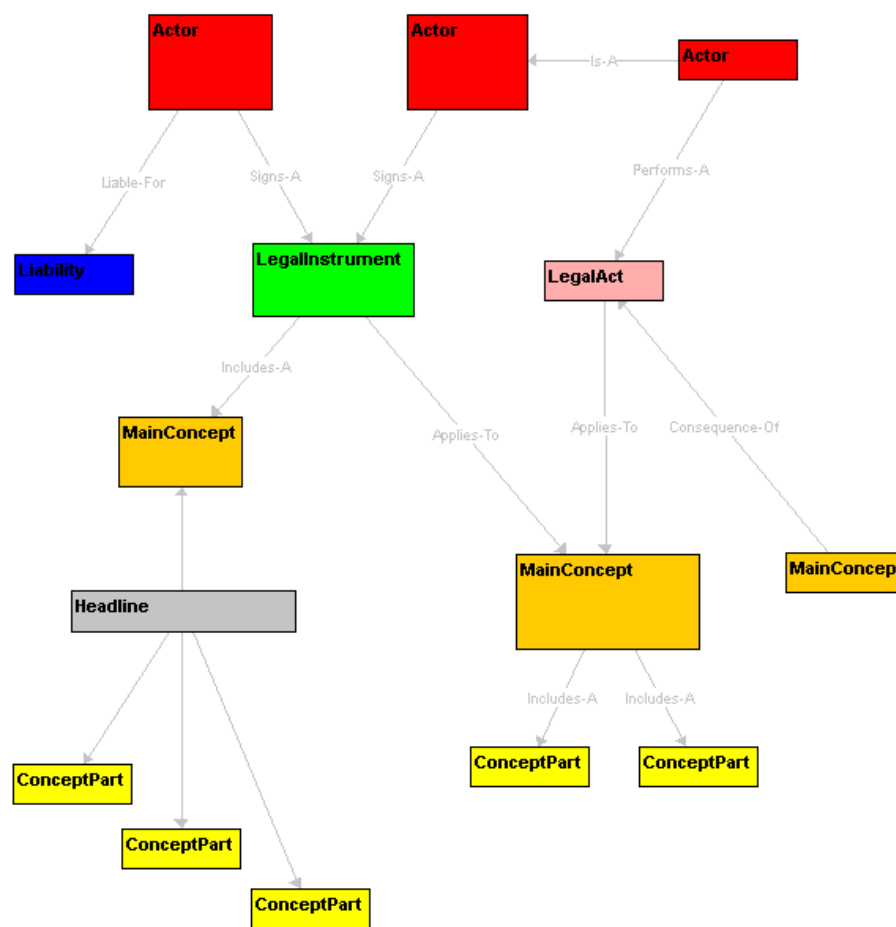 Actor
Actor
Actor
Is-A
Liable-For
Signs-A
Signs-A
Performs-A
Liability
LegalInstrument
LegalAct
Includes-A
MainConcept
Applies-To
Applies-To
Consequence-Of
MainConcept
MainConcept
Headline
Includes-A
Includes-A
ConceptPart
ConceptPart
ConceptPart
ConceptPart
ConceptPart